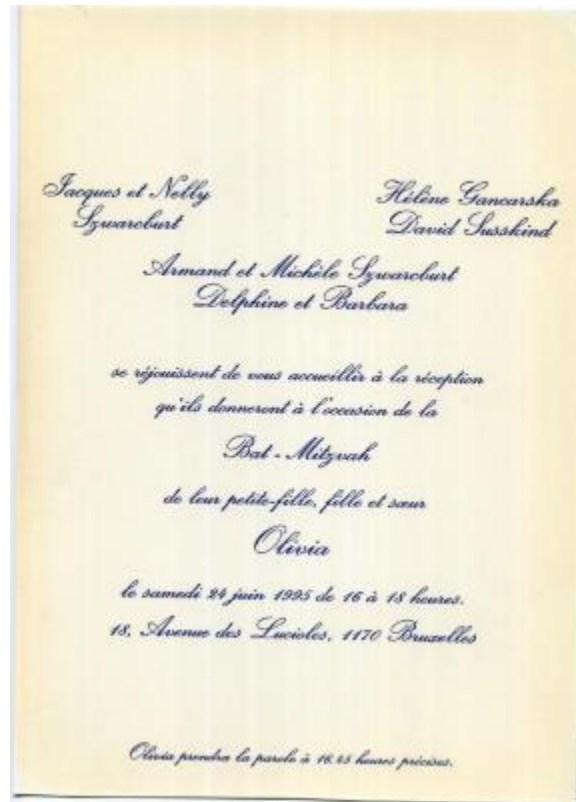 Jacques et Nelly
Szwarcburt
Hélène Gancarska
David Susskind
Armand et Michèle Szwarcburt
Delphine et Barbara
se réjouissent de vous accueillir à la réception
qu'ils donneront à l'occasion de la
Bat-Mitzvah
de leur petite-fille, fille et sœur
Olivia
le samedi 24 juin 1995 de 16 à 18 heures.
18, Avenue des Lucioles, 1170 Bruxelles
Olivia prendra la parole à 16.45 heures précises.